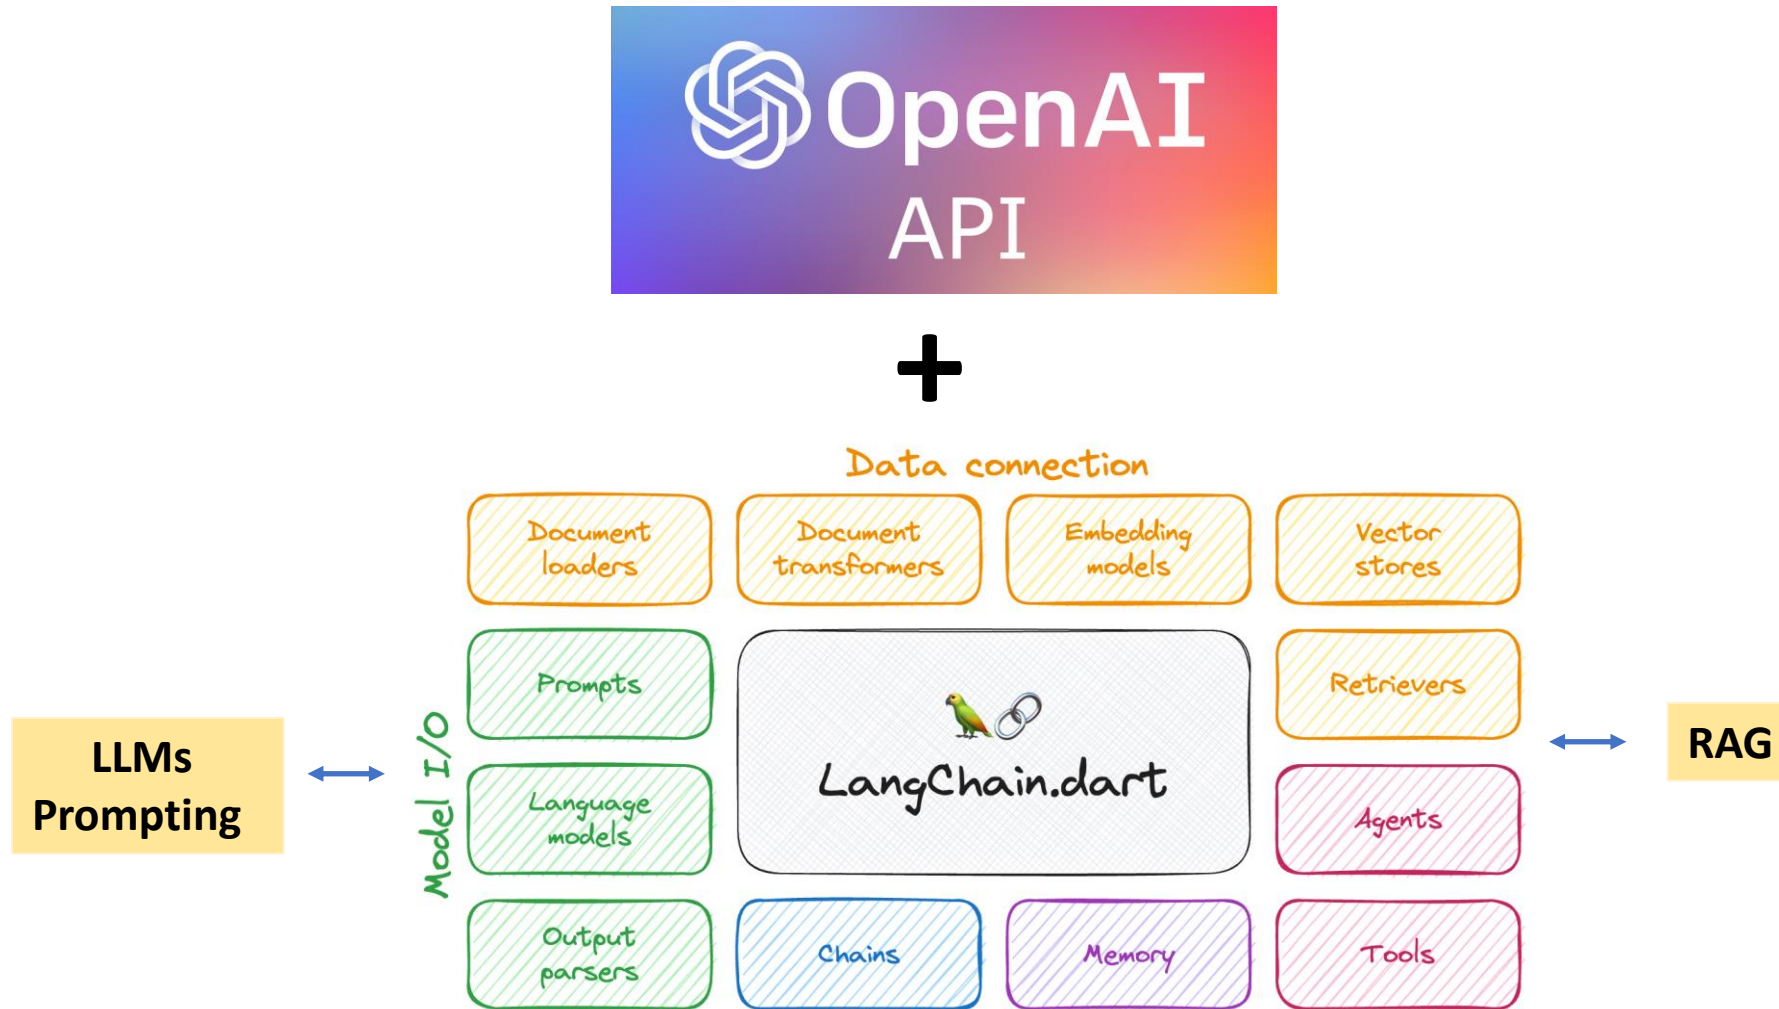 OpenAI
API
+
Data connection
Document
loaders
Document
transformers
Embedding
models
Vector
stores
Model I/O
Prompts
Retrievers
LLMs
Prompting
LangChain.dart
RAG
Language
models
Agents
Output
parsers
Chains
Memory
Tools